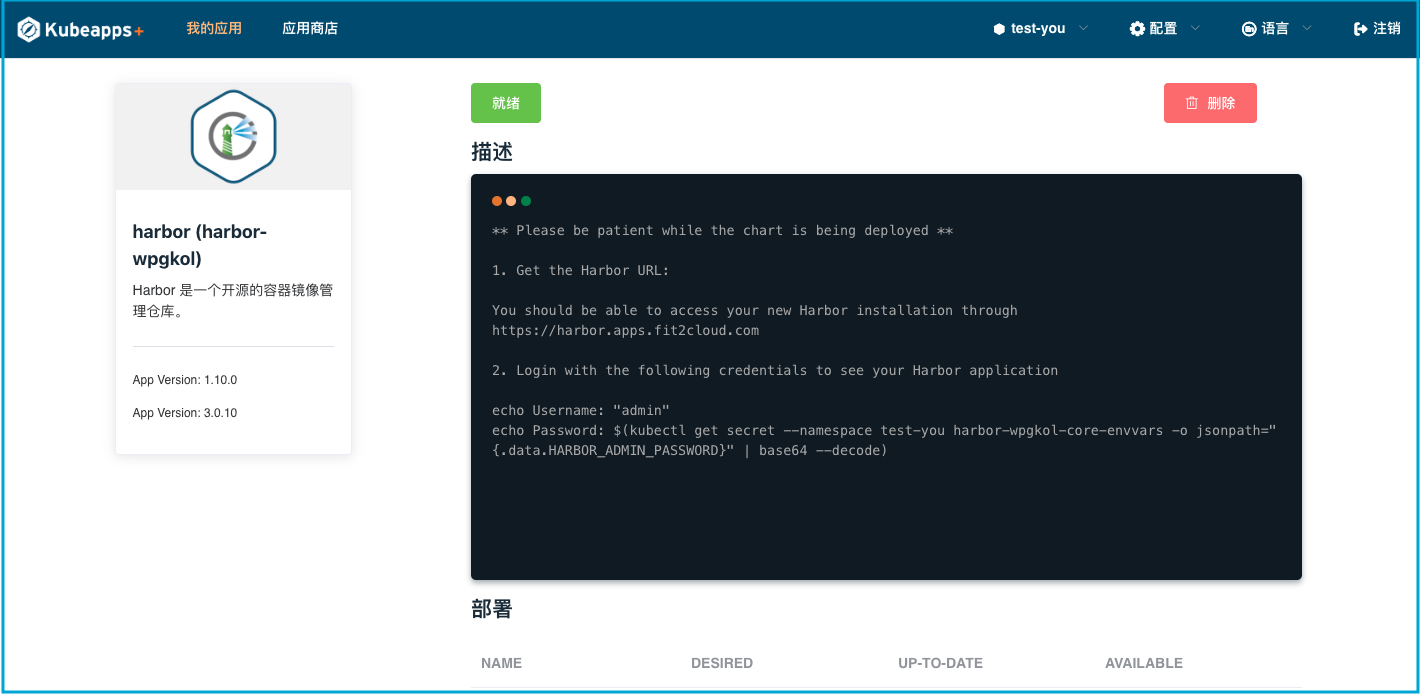 Kubeapps+ 我的应用 应用商店 test-you 配置 语言 注销
就绪 删除
描述
harbor (harbor-
wpgkol)
Harbor 是一个开源的容器镜像管
理仓库。
App Version: 1.10.0
App Version: 3.0.10
** Please be patient while the chart is being deployed **
1. Get the Harbor URL:
You should be able to access your new Harbor installation through
https://harbor.apps.fit2cloud.com
2. Login with the following credentials to see your Harbor application
echo Username: "admin"
echo Password: $(kubectl get secret --namespace test-you harbor-wpgkol-core-envvars -o jsonpath="
{.data.HARBOR_ADMIN_PASSWORD}" | base64 --decode)
部署
NAME DESIRED UP-TO-DATE AVAILABLE